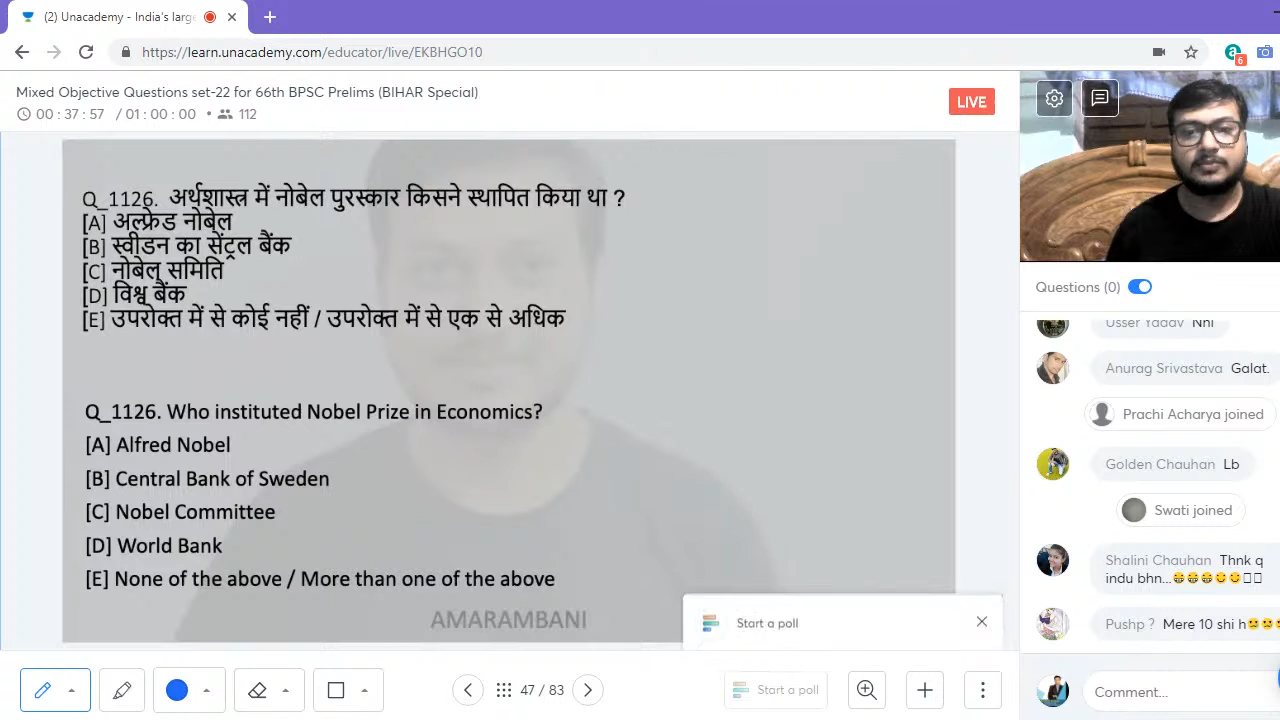 (2) Unacademy - India's larg
https://learn.unacademy.com/educator/live/EKBHGO10
6
Mixed Objective Questions set-22 for 66th BPSC Prelims (BIHAR Special)
00 : 37 : 57 / 01 : 00 : 00 • 112
LIVE
Q_1126. अर्थशास्त्र में नोबेल पुरस्कार किसने स्थापित किया था ?
[A] अल्फ्रेड नोबेल
[B] स्वीडन का सेंट्रल बैंक
[C] नोबेल समिति
[D] विश्व बैंक
[E] उपरोक्त में से कोई नहीं / उपरोक्त में से एक से अधिक
Q_1126. Who instituted Nobel Prize in Economics?
[A] Alfred Nobel
[B] Central Bank of Sweden
[C] Nobel Committee
[D] World Bank
[E] None of the above / More than one of the above
AMARAMBANI
Start a poll
47 / 83
Start a poll
Questions (0)
Usser Yadav Nhi
Anurag Srivastava Galat.
Prachi Acharya joined
Golden Chauhan Lb
Swati joined
Shalini Chauhan Thnk q
indu bhn...😁😁😁🙂🙂
Pushp ? Mere 10 shi h
Comment...